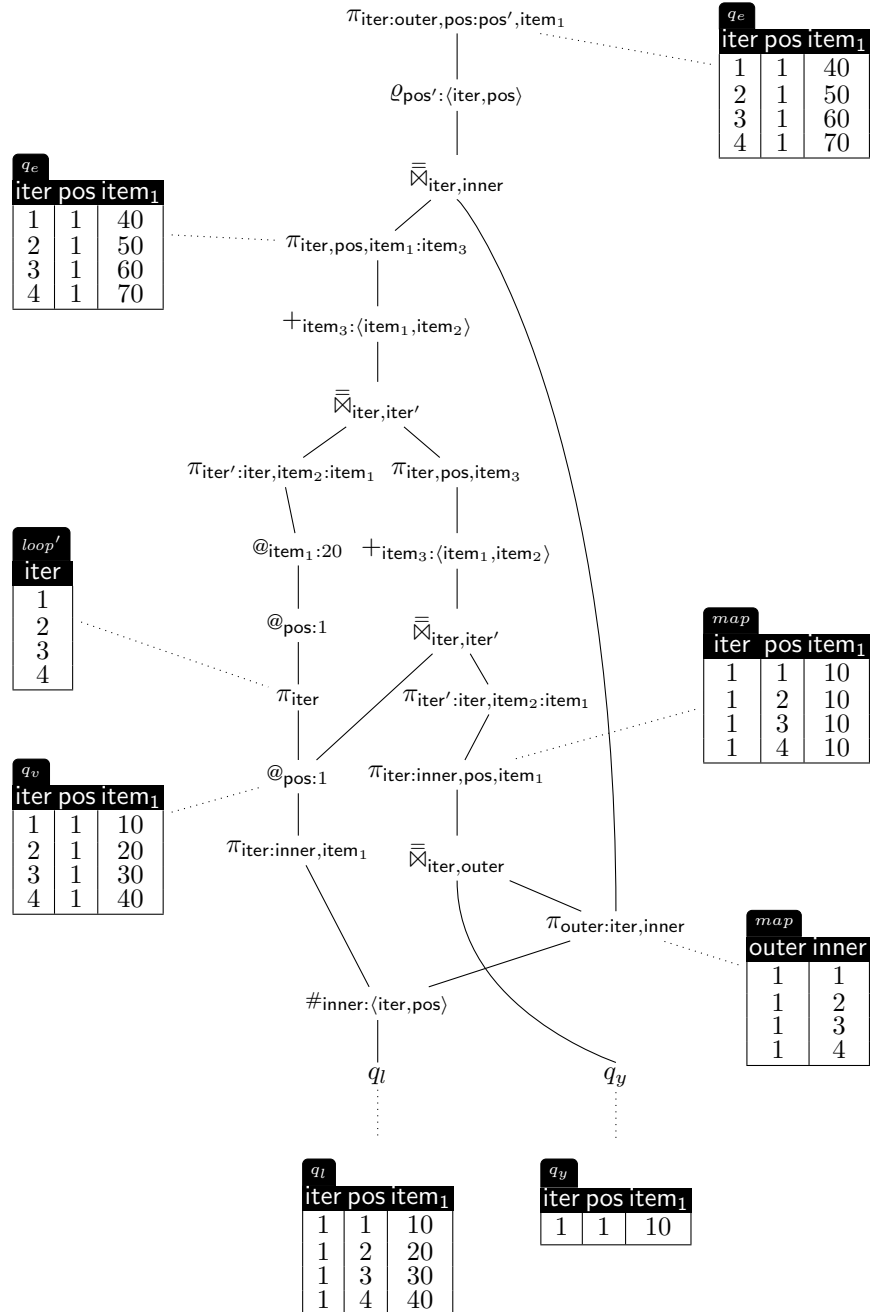 π iter:outer,pos:pos′,item₁
q_e
iter pos item₁
1 1 40
2 1 50
3 1 60
4 1 70
ϱ pos′:⟨iter,pos⟩
⋈̿ iter,inner
q_e
iter pos item₁
1 1 40
2 1 50
3 1 60
4 1 70
π iter,pos,item₁:item₃
+ item₃:⟨item₁,item₂⟩
⋈̿ iter,iter′
π iter′:iter,item₂:item₁
π iter,pos,item₃
loop′
iter
1
2
3
4
@ item₁:20
+ item₃:⟨item₁,item₂⟩
@ pos:1
⋈̿ iter,iter′
map
iter pos item₁
1 1 10
1 2 10
1 3 10
1 4 10
π iter
π iter′:iter,item₂:item₁
q_v
iter pos item₁
1 1 10
2 1 20
3 1 30
4 1 40
@ pos:1
π iter:inner,pos,item₁
π iter:inner,item₁
⋈̿ iter,outer
π outer:iter,inner
map
outer inner
1 1
1 2
1 3
1 4
# inner:⟨iter,pos⟩
q_l
q_y
q_l
iter pos item₁
1 1 10
1 2 20
1 3 30
1 4 40
q_y
iter pos item₁
1 1 10